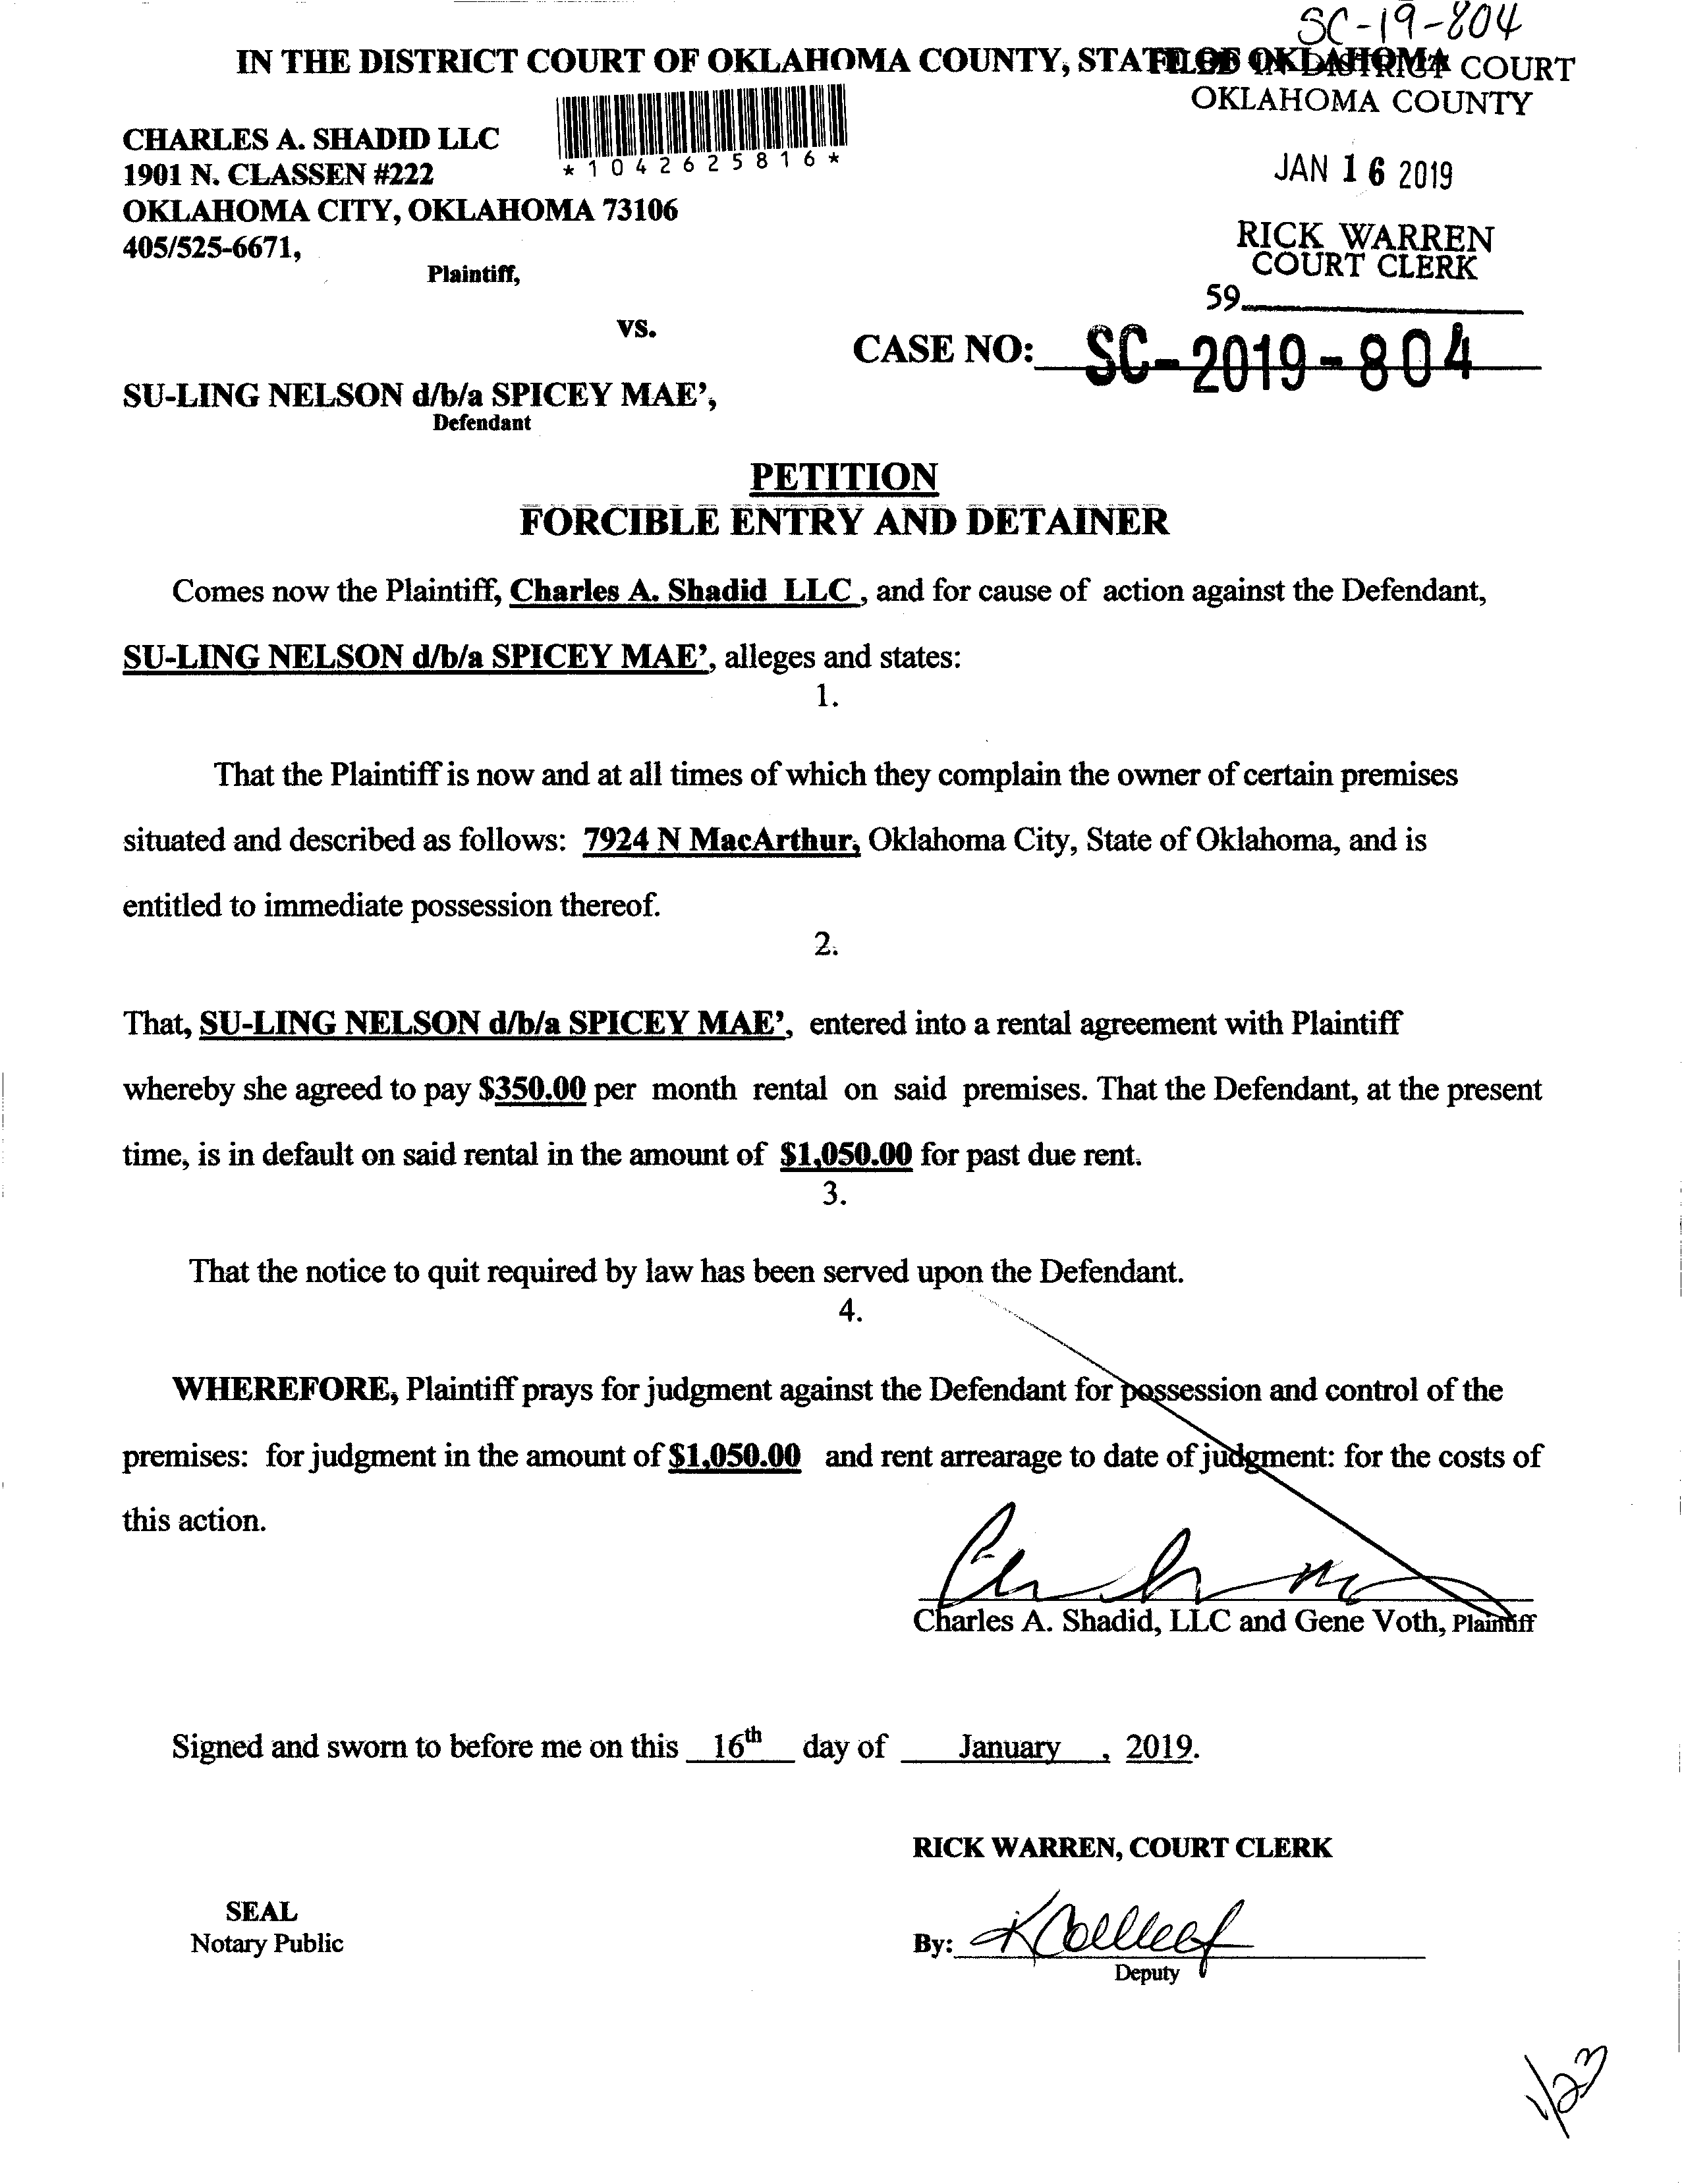 SC-19-804
IN THE DISTRICT COURT OF OKLAHOMA COUNTY, STATE OF OKLAHOMA
FILED IN DISTRICT COURT
OKLAHOMA COUNTY
CHARLES A. SHADID LLC
1901 N. CLASSEN #222
OKLAHOMA CITY, OKLAHOMA 73106
405/525-6671,
Plaintiff,
*1042625816*
JAN 16 2019
RICK WARREN
COURT CLERK
59
vs.
CASE NO: SC-2019-804
SU-LING NELSON d/b/a SPICEY MAE’,
Defendant
PETITION
FORCIBLE ENTRY AND DETAINER
Comes now the Plaintiff, Charles A. Shadid LLC , and for cause of action against the Defendant,
SU-LING NELSON d/b/a SPICEY MAE’, alleges and states:
1.
That the Plaintiff is now and at all times of which they complain the owner of certain premises
situated and described as follows: 7924 N MacArthur, Oklahoma City, State of Oklahoma, and is
entitled to immediate possession thereof.
2.
That, SU-LING NELSON d/b/a SPICEY MAE’, entered into a rental agreement with Plaintiff
whereby she agreed to pay $350.00 per month rental on said premises. That the Defendant, at the present
time, is in default on said rental in the amount of $1,050.00 for past due rent.
3.
That the notice to quit required by law has been served upon the Defendant.
4.
WHEREFORE, Plaintiff prays for judgment against the Defendant for possession and control of the
premises: for judgment in the amount of $1,050.00 and rent arrearage to date of judgment: for the costs of
this action.
Charles A. Shadid, LLC and Gene Voth, Plaintiff
Signed and sworn to before me on this 16th day of January , 2019.
RICK WARREN, COURT CLERK
SEAL
Notary Public
By:
Deputy
1/23